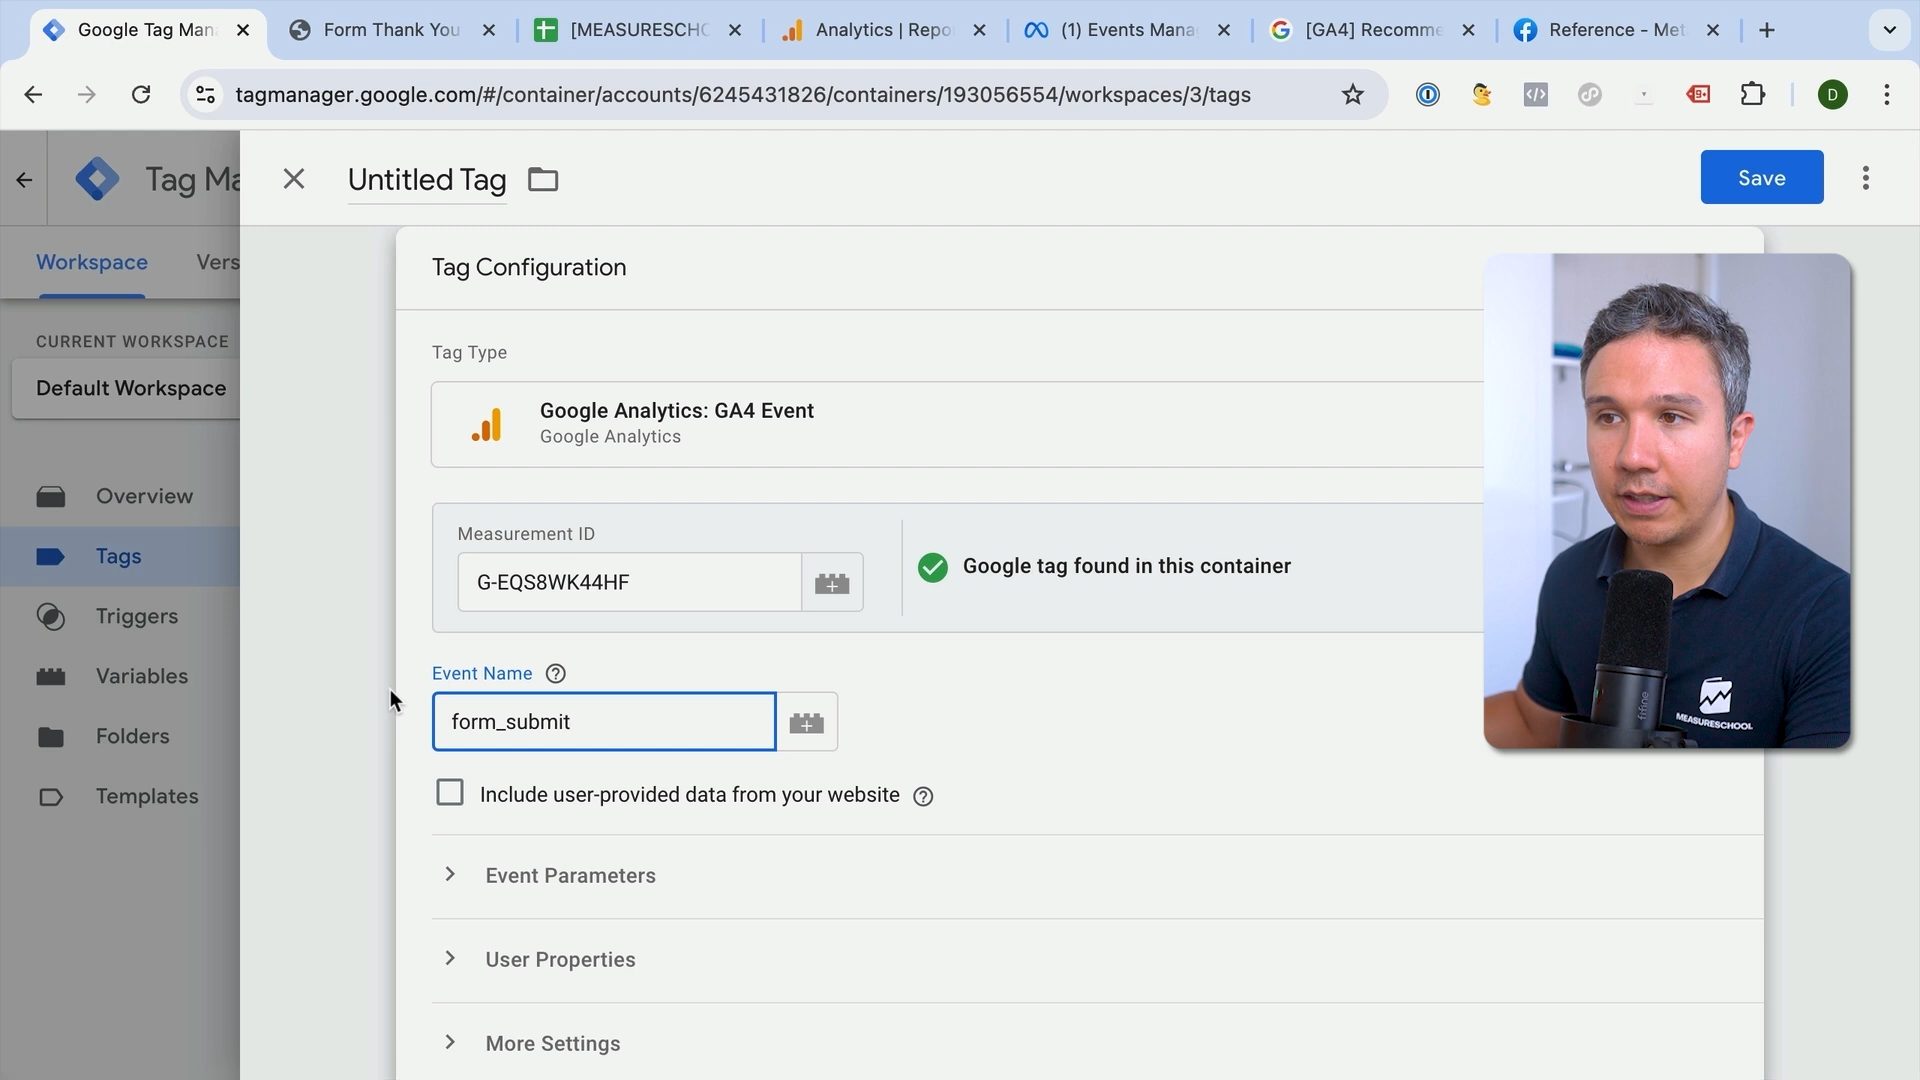 Google Tag Man
Form Thank You
[MEASURESCHO
Analytics | Repo
(1) Events Mana
[GA4] Recomme
Reference - Met
tagmanager.google.com/#/container/accounts/6245431826/containers/193056554/workspaces/3/tags
D
Tag Ma
Untitled Tag
Save
Workspace
Vers
Tag Configuration
CURRENT WORKSPACE
Default Workspace
Tag Type
Google Analytics: GA4 Event
Google Analytics
Overview
Tags
Triggers
Variables
Folders
Templates
Measurement ID
G-EQS8WK44HF
Google tag found in this container
Event Name
form_submit
Include user-provided data from your website
Event Parameters
User Properties
More Settings
fifine
MEASURESCHOOL